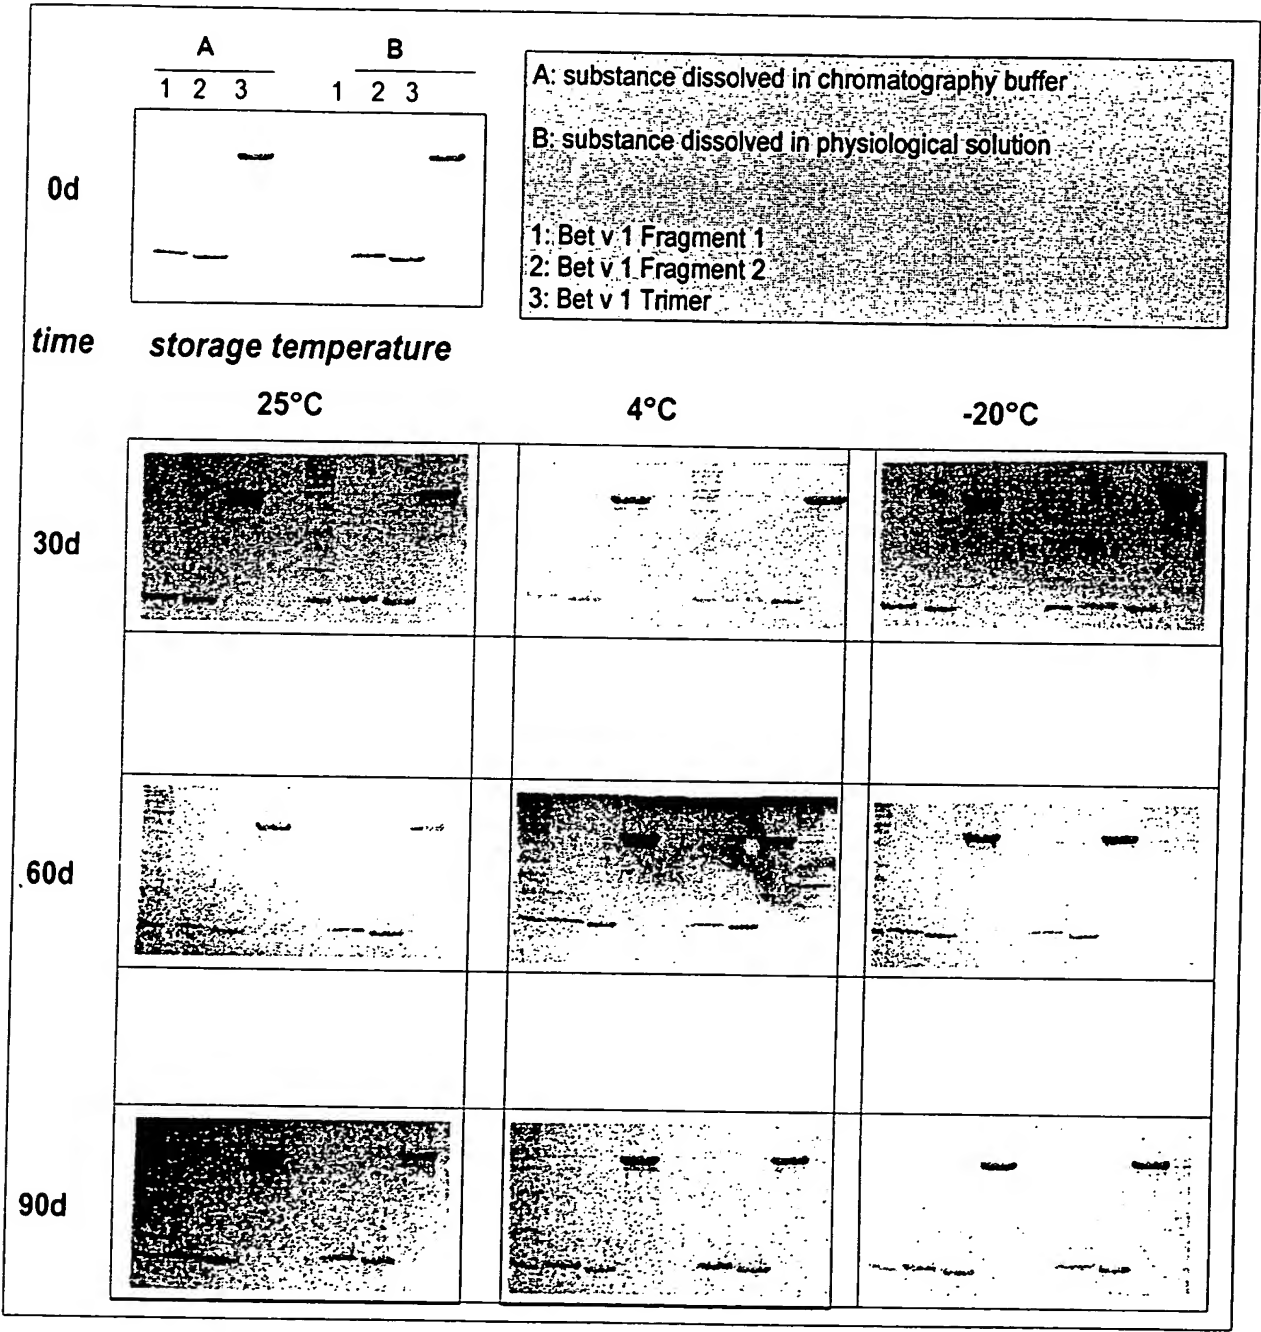 A B
1 2 3 1 2 3
A: substance dissolved in chromatography buffer
B: substance dissolved in physiological solution
1: Bet v 1 Fragment 1
2: Bet v 1 Fragment 2
3: Bet v 1 Trimer
0d
time storage temperature
25°C 4°C -20°C
30d
60d
90d